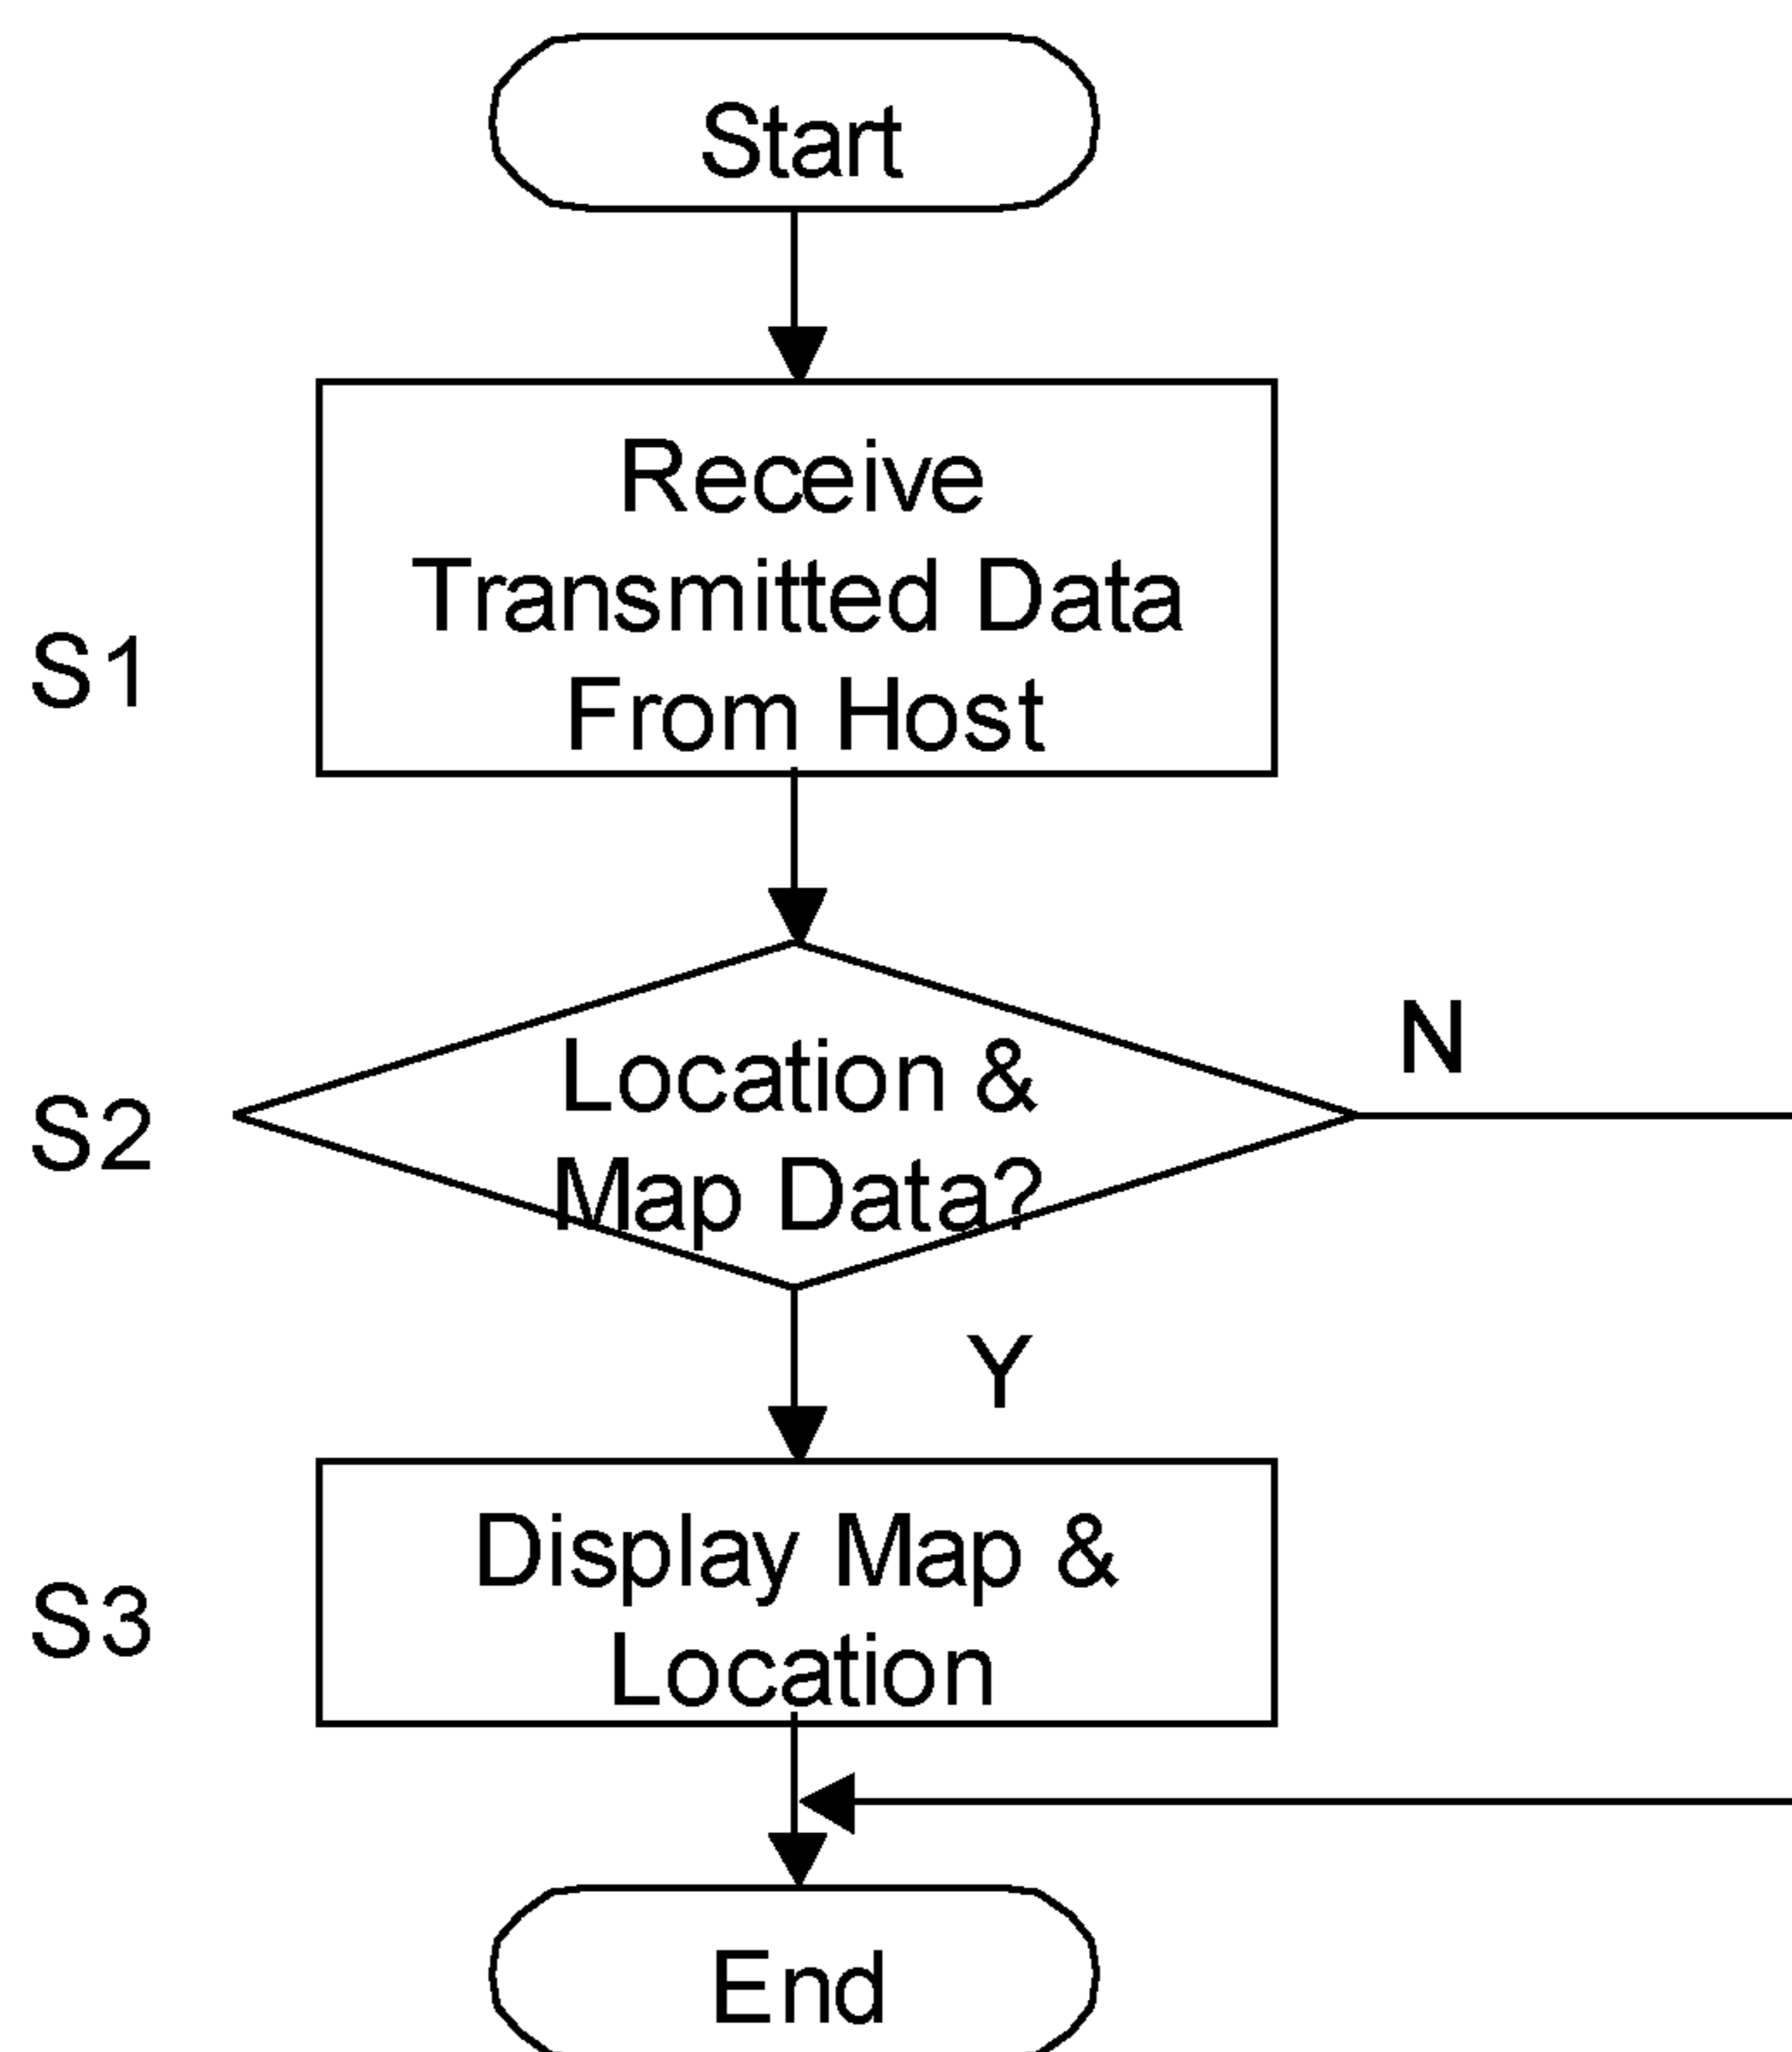 Start
Receive
Transmitted Data
From Host
S1
Location &
N
Map Data?
S2
Y
Display Map &
Location
S3
End